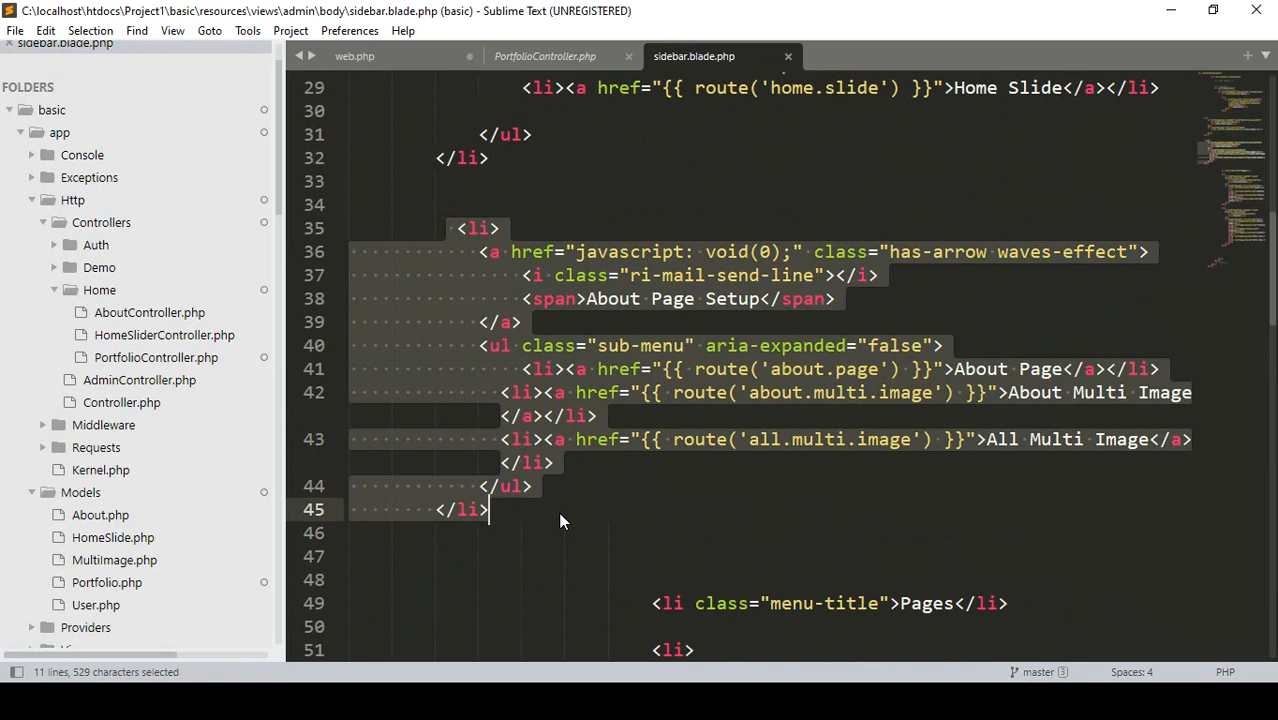 C:\localhost\htdocs\Project1\basic\resources\views\admin\body\sidebar.blade.php (basic) - Sublime Text (UNREGISTERED)
File Edit Selection Find View Goto Tools Project Preferences Help
sidebar.blade.php
web.php PortfolioController.php sidebar.blade.php
FOLDERS
basic
app
Console
Exceptions
Http
Controllers
Auth
Demo
Home
AboutController.php
HomeSliderController.php
PortfolioController.php
AdminController.php
Controller.php
Middleware
Requests
Kernel.php
Models
About.php
HomeSlide.php
MultiImage.php
Portfolio.php
User.php
Providers
29 <li><a href="{{ route('home.slide') }}">Home Slide</a></li>
30
31 </ul>
32 </li>
33
34
35 <li>
36 <a href="javascript: void(0);" class="has-arrow waves-effect">
37 <i class="ri-mail-send-line"></i>
38 <span>About Page Setup</span>
39 </a>
40 <ul class="sub-menu" aria-expanded="false">
41 <li><a href="{{ route('about.page') }}">About Page</a></li>
42 <li><a href="{{ route('about.multi.image') }}">About Multi Image
</a></li>
43 <li><a href="{{ route('all.multi.image') }}">All Multi Image</a>
</li>
44 </ul>
45 </li>
46
47
48
49 <li class="menu-title">Pages</li>
50
51 <li>
11 lines, 529 characters selected master 3 Spaces: 4 PHP